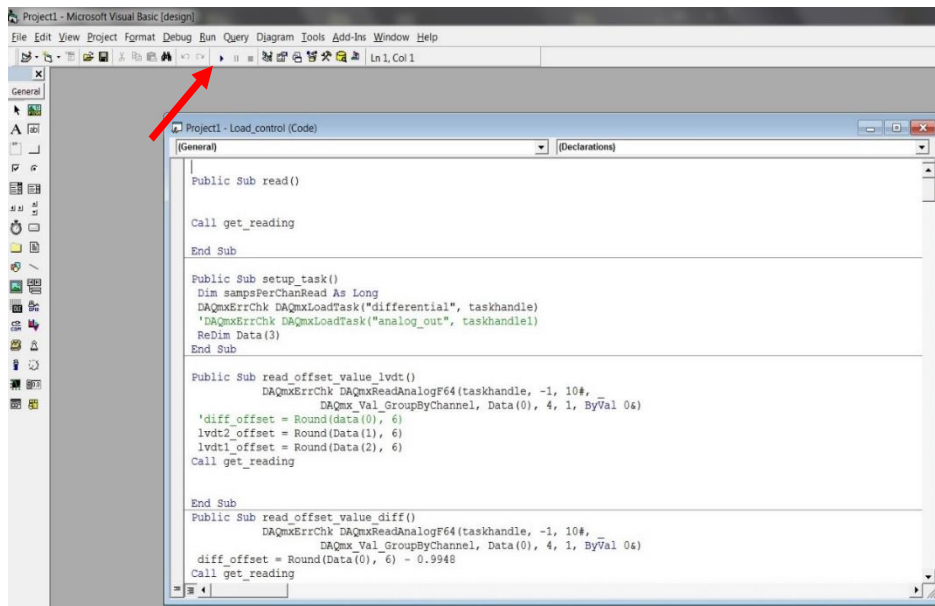 Project1 - Microsoft Visual Basic [design]
File Edit View Project Format Debug Run Query Diagram Tools Add-Ins Window Help
Ln 1, Col 1
General
Project1 - Load_control (Code)
(General) (Declarations)
Public Sub read()
Call get_reading
End Sub
Public Sub setup_task()
Dim sampsPerChanRead As Long
DAQmxErrChk DAQmxLoadTask("differential", taskhandle)
'DAQmxErrChk DAQmxLoadTask("analog_out", taskhandle1)
ReDim Data(3)
End Sub
Public Sub read_offset_value_lvdt()
DAQmxErrChk DAQmxReadAnalogF64(taskhandle, -1, 10#, _
DAQmx_Val_GroupByChannel, Data(0), 4, 1, ByVal 0&)
'diff_offset = Round(data(0), 6)
lvdt2_offset = Round(Data(1), 6)
lvdt1_offset = Round(Data(2), 6)
Call get_reading
End Sub
Public Sub read_offset_value_diff()
DAQmxErrChk DAQmxReadAnalogF64(taskhandle, -1, 10#, _
DAQmx_Val_GroupByChannel, Data(0), 4, 1, ByVal 0&)
diff_offset = Round(Data(0), 6) - 0.9948
Call get_reading